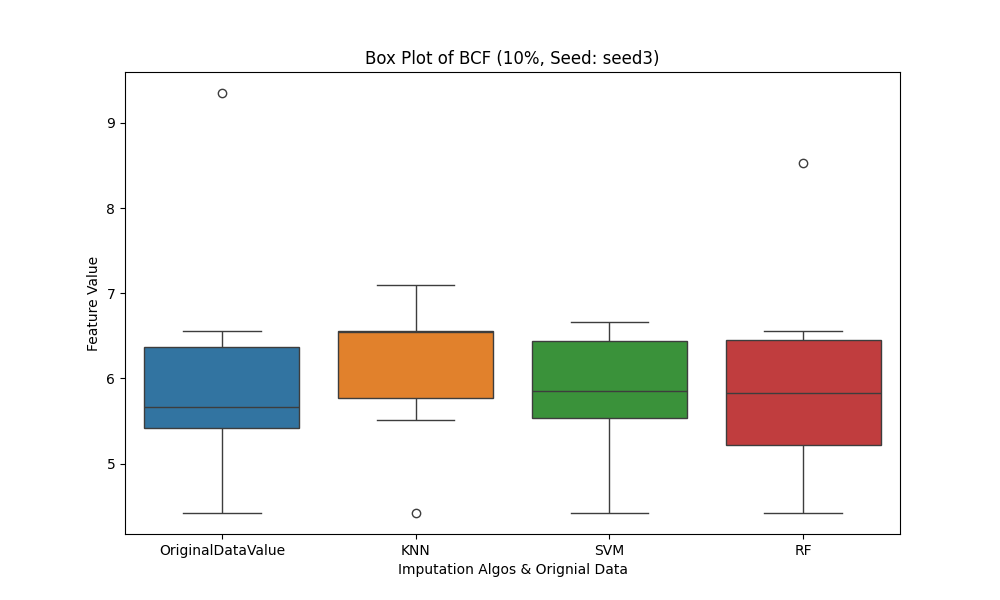 Box Plot of BCF (10%, Seed: seed3)
Feature Value
9
8
7
6
5
OriginalDataValue
KNN
SVM
RF
Imputation Algos & Orignial Data